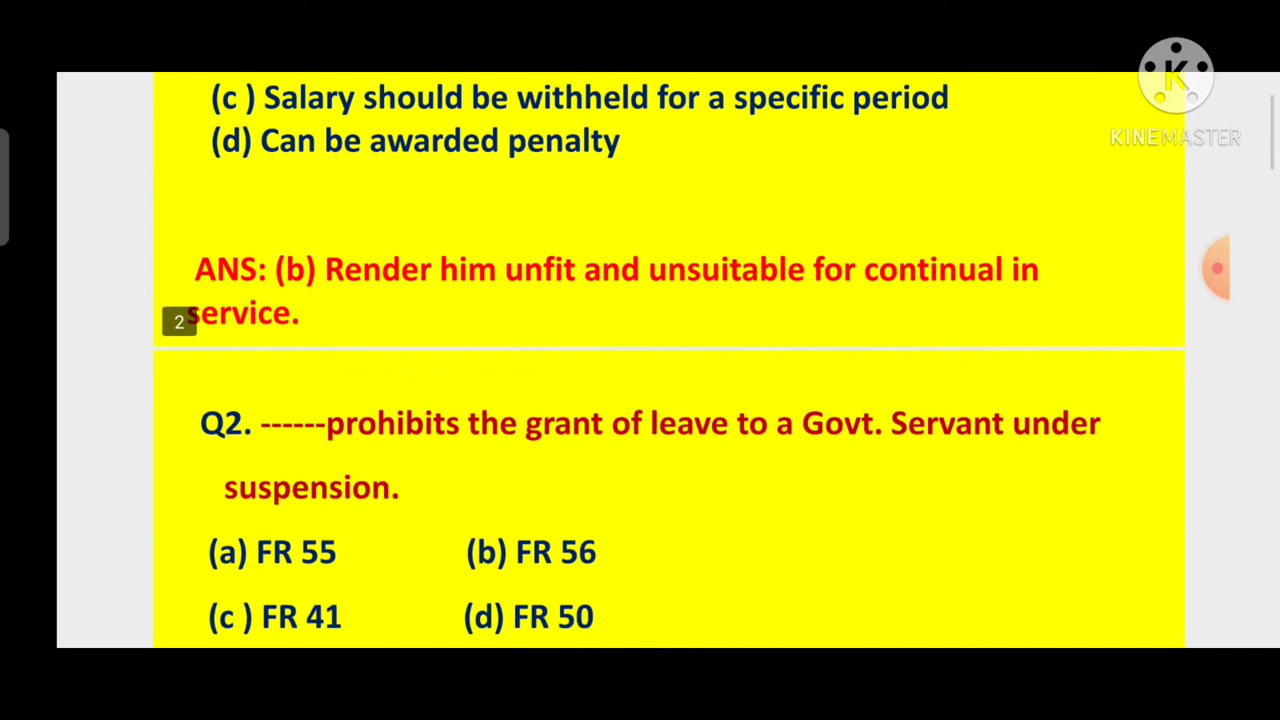 (c ) Salary should be withheld for a specific period
(d) Can be awarded penalty
KINEMASTER
ANS: (b) Render him unfit and unsuitable for continual in
service.
2
Q2. ------prohibits the grant of leave to a Govt. Servant under
suspension.
(a) FR 55 (b) FR 56
(c ) FR 41 (d) FR 50